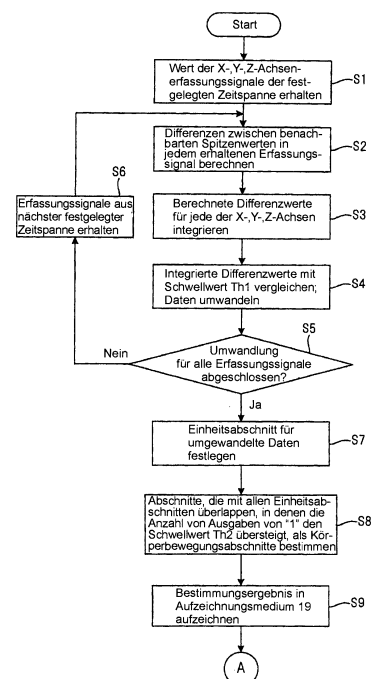 Start
Wert der X-,Y-,Z-Achsen-
erfassungssignale der fest-
gelegten Zeitspanne erhalten
S1
Differenzen zwischen benach-
barten Spitzenwerten in
jedem erhaltenen Erfassungs-
signal berechnen
S2
S6
Erfassungssignale aus
nächster festgelegter
Zeitspanne erhalten
Berechnete Differenzwerte
für jede der X-,Y-,Z-Achsen
integrieren
S3
Integrierte Differenzwerte mit
Schwellwert Th1 vergleichen;
Daten umwandeln
S4
S5
Nein
Umwandlung
für alle Erfassungssignale
abgeschlossen?
Ja
Einheitsabschnitt für
umgewandelte Daten
festlegen
S7
Abschnitte, die mit allen Einheitsab-
schnitten überlappen, in denen die
Anzahl von Ausgaben von "1" den
Schwellwert Th2 übersteigt, als Kör-
perbewegungsabschnitte bestimmen
S8
Bestimmungsergebnis in
Aufzeichnungsmedium 19
aufzeichnen
S9
A